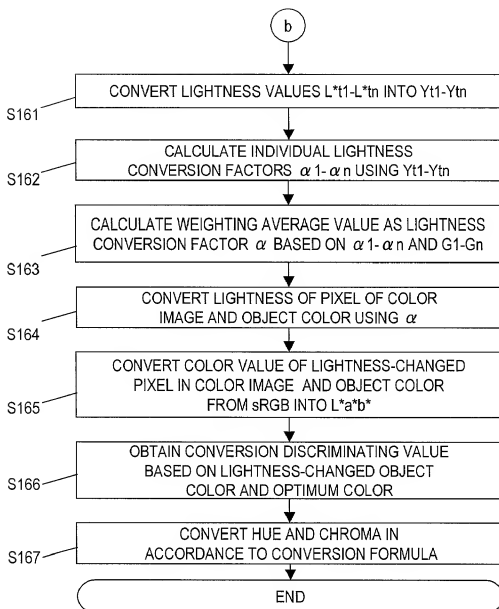 b
CONVERT LIGHTNESS VALUES L*t1-L*tn INTO Yt1-Ytn
S161
CALCULATE INDIVIDUAL LIGHTNESS
CONVERSION FACTORS α1-αn USING Yt1-Ytn
S162
CALCULATE WEIGHTING AVERAGE VALUE AS LIGHTNESS
CONVERSION FACTOR α BASED ON α1-αn AND G1-Gn
S163
CONVERT LIGHTNESS OF PIXEL OF COLOR
IMAGE AND OBJECT COLOR USING α
S164
CONVERT COLOR VALUE OF LIGHTNESS-CHANGED
PIXEL IN COLOR IMAGE AND OBJECT COLOR
FROM sRGB INTO L*a*b*
S165
OBTAIN CONVERSION DISCRIMINATING VALUE
BASED ON LIGHTNESS-CHANGED OBJECT
COLOR AND OPTIMUM COLOR
S166
CONVERT HUE AND CHROMA IN
ACCORDANCE TO CONVERSION FORMULA
S167
END